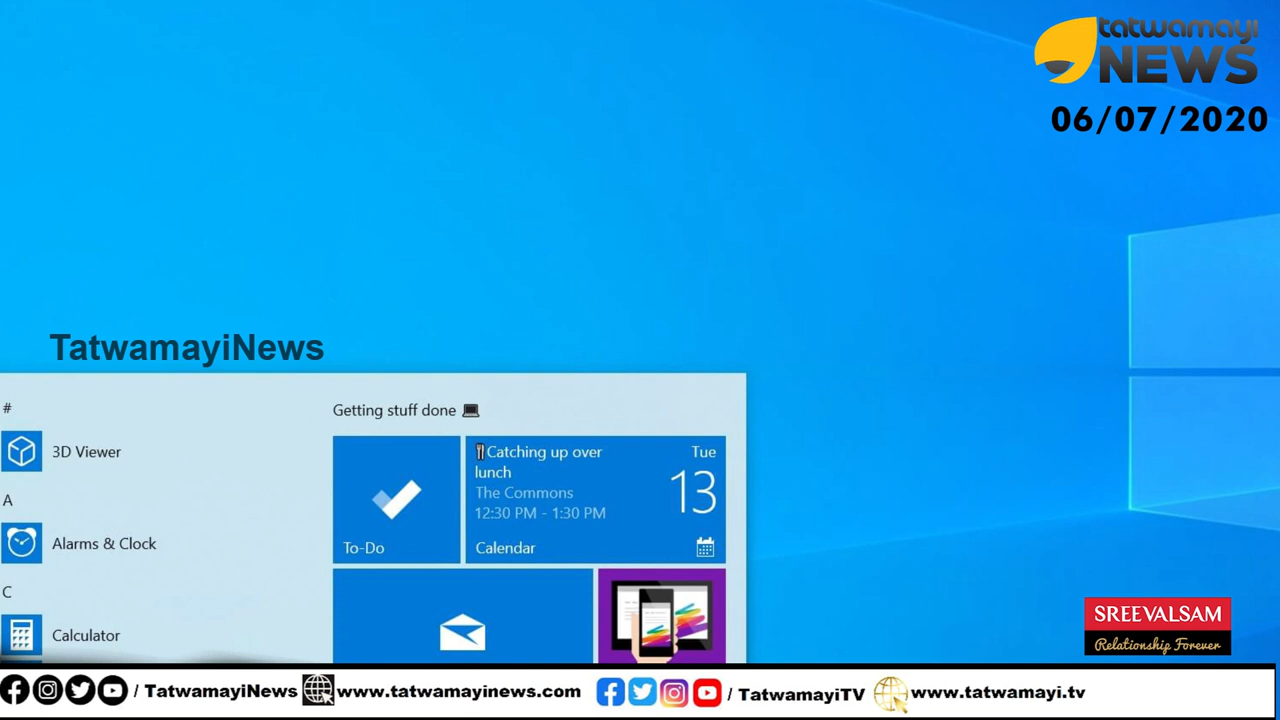 tatwamayi
NEWS
06/07/2020
TatwamayiNews
#
3D Viewer
A
Alarms & Clock
C
Calculator
Getting stuff done
To-Do
Catching up over
lunch
The Commons
12:30 PM - 1:30 PM
Tue
13
Calendar
SREEVALSAM
Relationship Forever
/ TatwamayiNews www.tatwamayinews.com / TatwamayiTV www.tatwamayi.tv